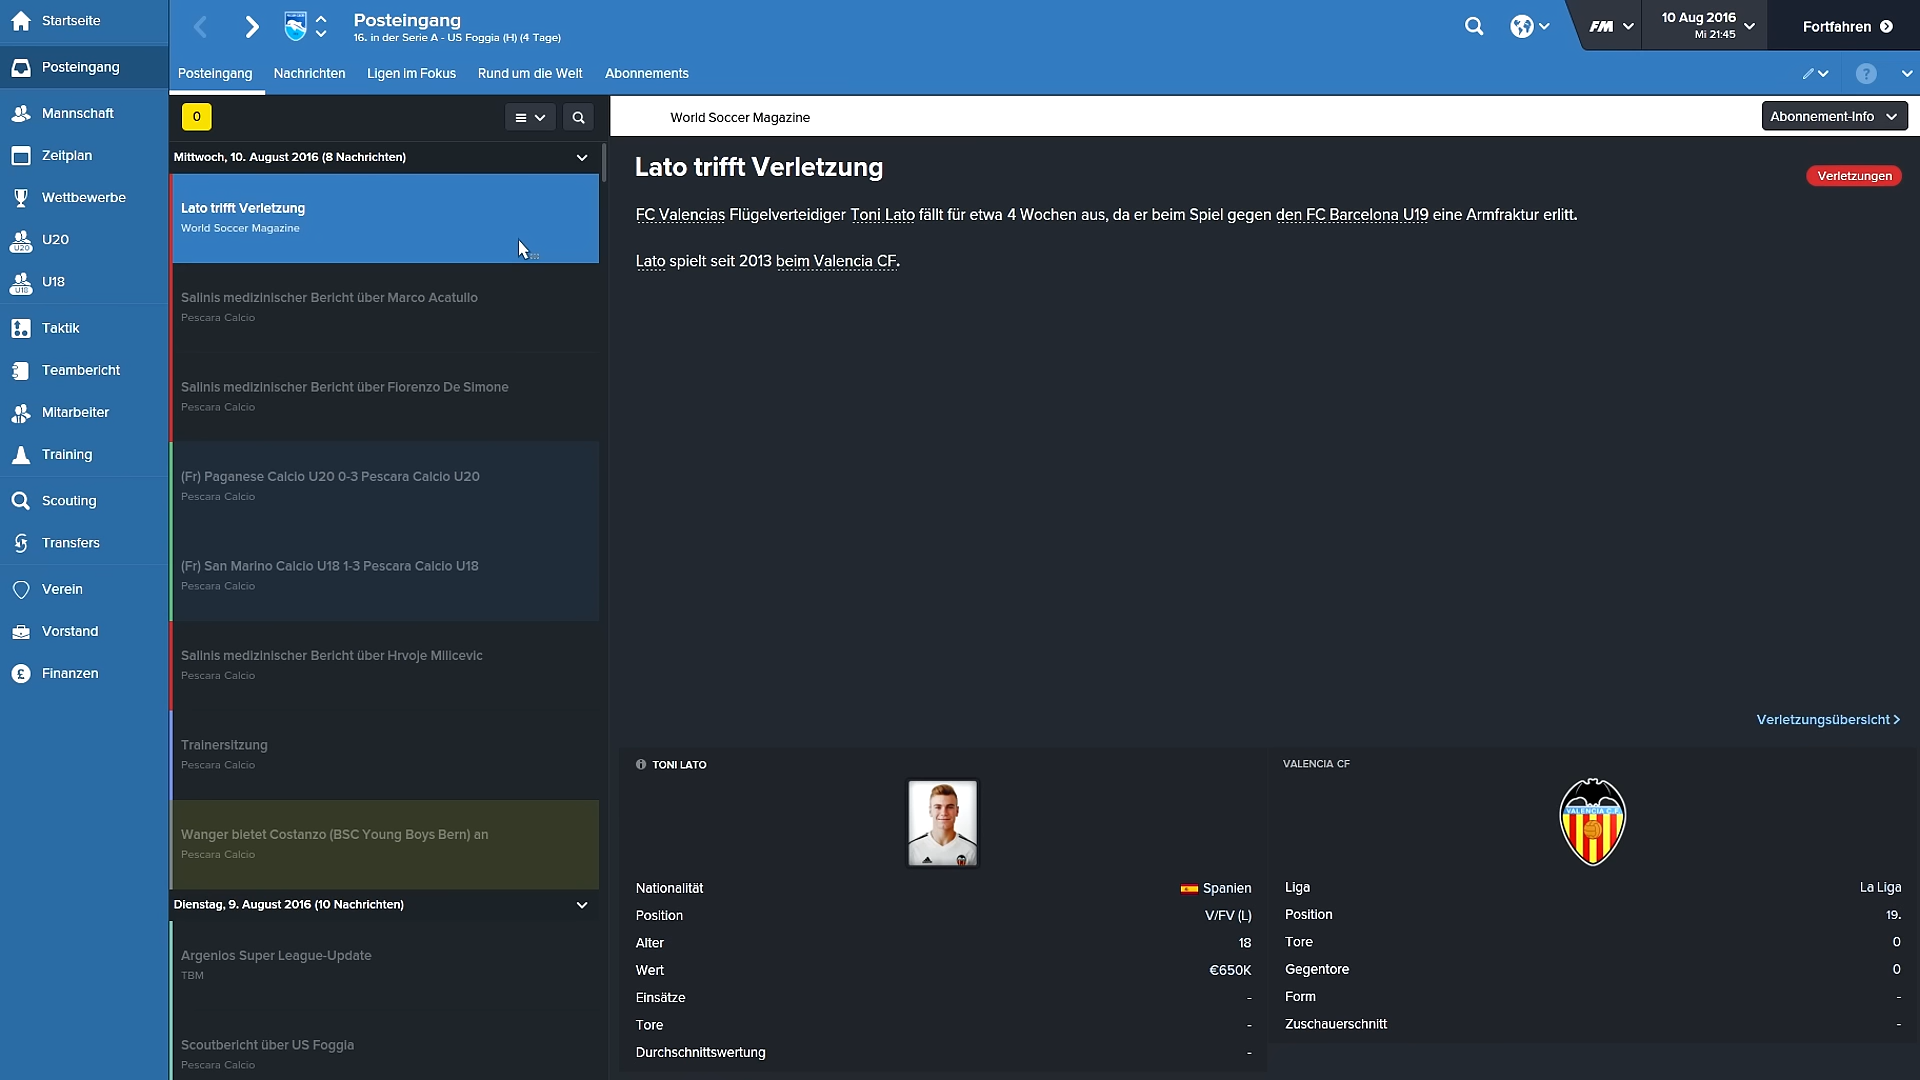 Startseite
Posteingang
Mannschaft
Zeitplan
Wettbewerbe
U20
U20
U18
U18
Taktik
Teambericht
Mitarbeiter
Training
Scouting
Transfers
Verein
Vorstand
Finanzen
Posteingang
16. in der Serie A - US Foggia (H) (4 Tage)
FM
10 Aug 2016
Mi 21:45
Fortfahren
Posteingang
Nachrichten
Ligen im Fokus
Rund um die Welt
Abonnements
?
0
Mittwoch, 10. August 2016 (8 Nachrichten)
Lato trifft Verletzung
World Soccer Magazine
Salinis medizinischer Bericht über Marco Acatullo
Pescara Calcio
Salinis medizinischer Bericht über Fiorenzo De Simone
Pescara Calcio
(Fr) Paganese Calcio U20 0-3 Pescara Calcio U20
Pescara Calcio
(Fr) San Marino Calcio U18 1-3 Pescara Calcio U18
Pescara Calcio
Salinis medizinischer Bericht über Hrvoje Milicevic
Pescara Calcio
Trainersitzung
Pescara Calcio
Wanger bietet Costanzo (BSC Young Boys Bern) an
Pescara Calcio
Dienstag, 9. August 2016 (10 Nachrichten)
Argenios Super League-Update
TBM
Scoutbericht über US Foggia
Pescara Calcio
World Soccer Magazine
Abonnement-Info
Lato trifft Verletzung
Verletzungen
FC Valencias Flügelverteidiger Toni Lato fällt für etwa 4 Wochen aus, da er beim Spiel gegen den FC Barcelona U19 eine Armfraktur erlitt.
Lato spielt seit 2013 beim Valencia CF.
Verletzungsübersicht >
TONI LATO
Nationalität Spanien
Position V/FV (L)
Alter 18
Wert €650K
Einsätze -
Tore -
Durchschnittswertung -
VALENCIA CF
VALENCIA C.F
Liga La Liga
Position 19.
Tore 0
Gegentore 0
Form -
Zuschauerschnitt -